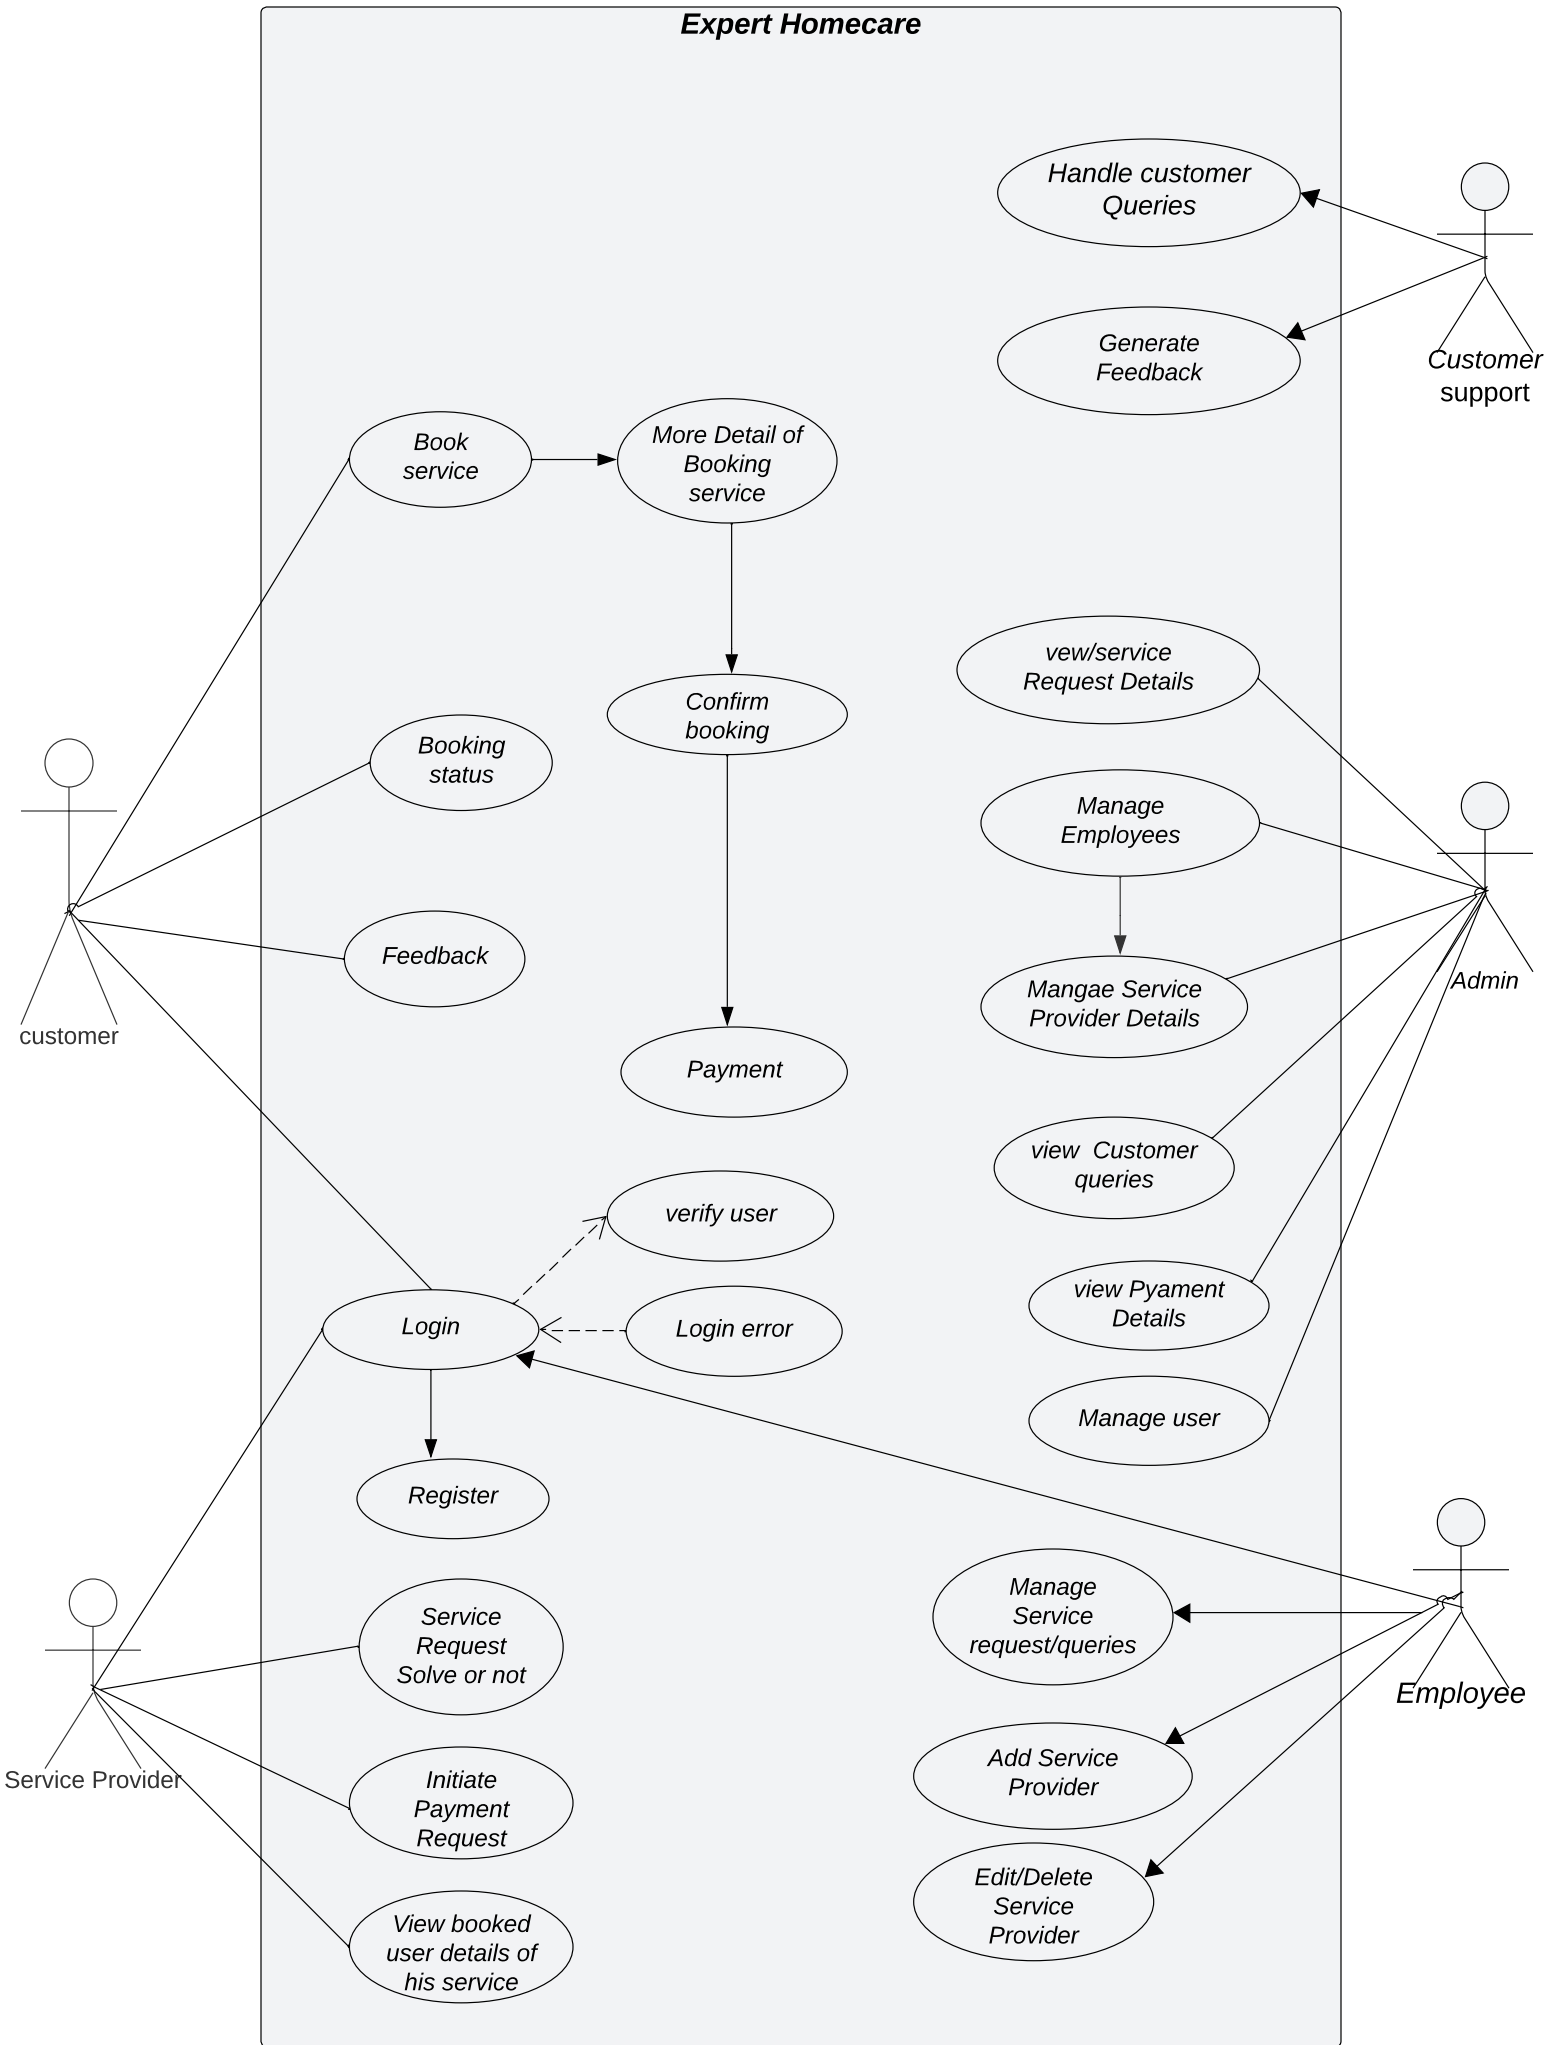 Expert Homecare
Handle customer
Queries
Generate
Feedback
Customer
support
Book
service
More Detail of
Booking
service
vew/service
Request Details
Confirm
booking
Booking
status
Manage
Employees
Feedback
customer
Mangae Service
Provider Details
Admin
Payment
view  Customer
queries
verify user
view Pyament
Details
Login
Login error
Manage user
Register
Service
Request
Solve or not
Manage
Service
request/queries
Employee
Service Provider
Initiate
Payment
Request
Add Service
Provider
View booked
user details of
his service
Edit/Delete
Service
Provider